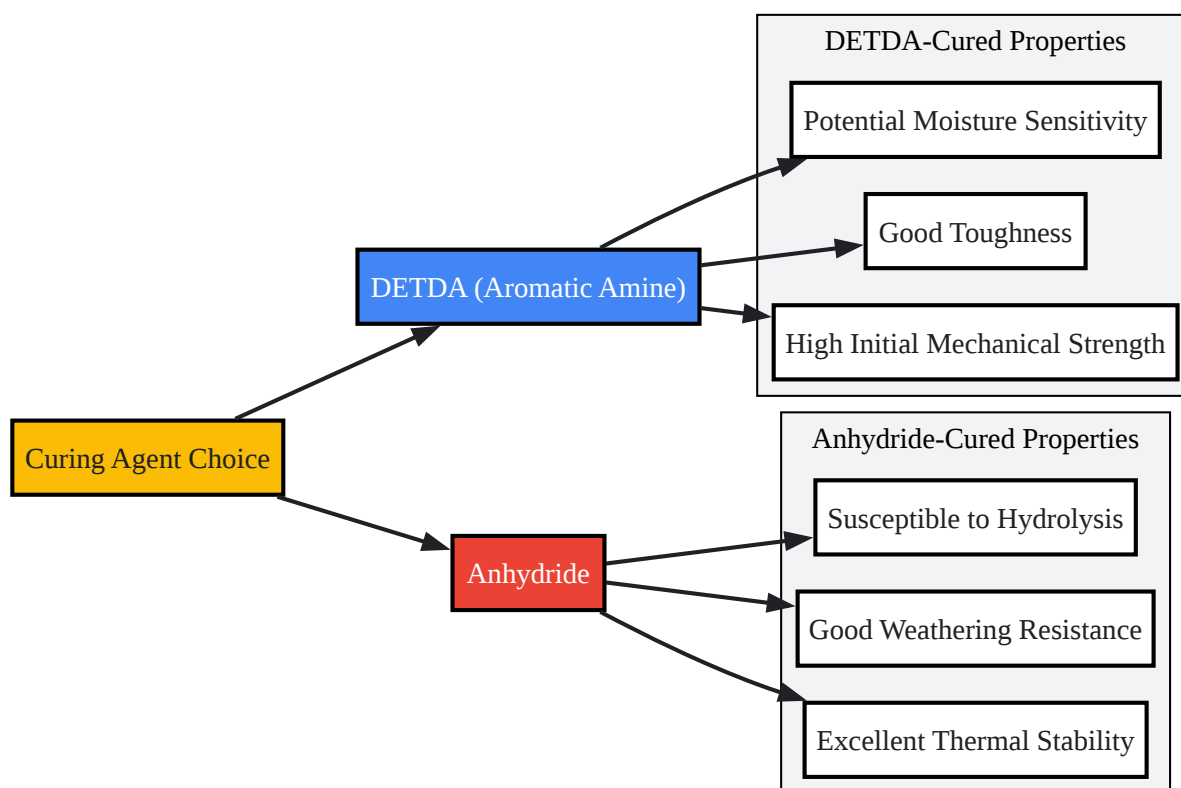 DETDA-Cured Properties
Potential Moisture Sensitivity
Good Toughness
High Initial Mechanical Strength
DETDA (Aromatic Amine)
Curing Agent Choice
Anhydride
Anhydride-Cured Properties
Susceptible to Hydrolysis
Good Weathering Resistance
Excellent Thermal Stability